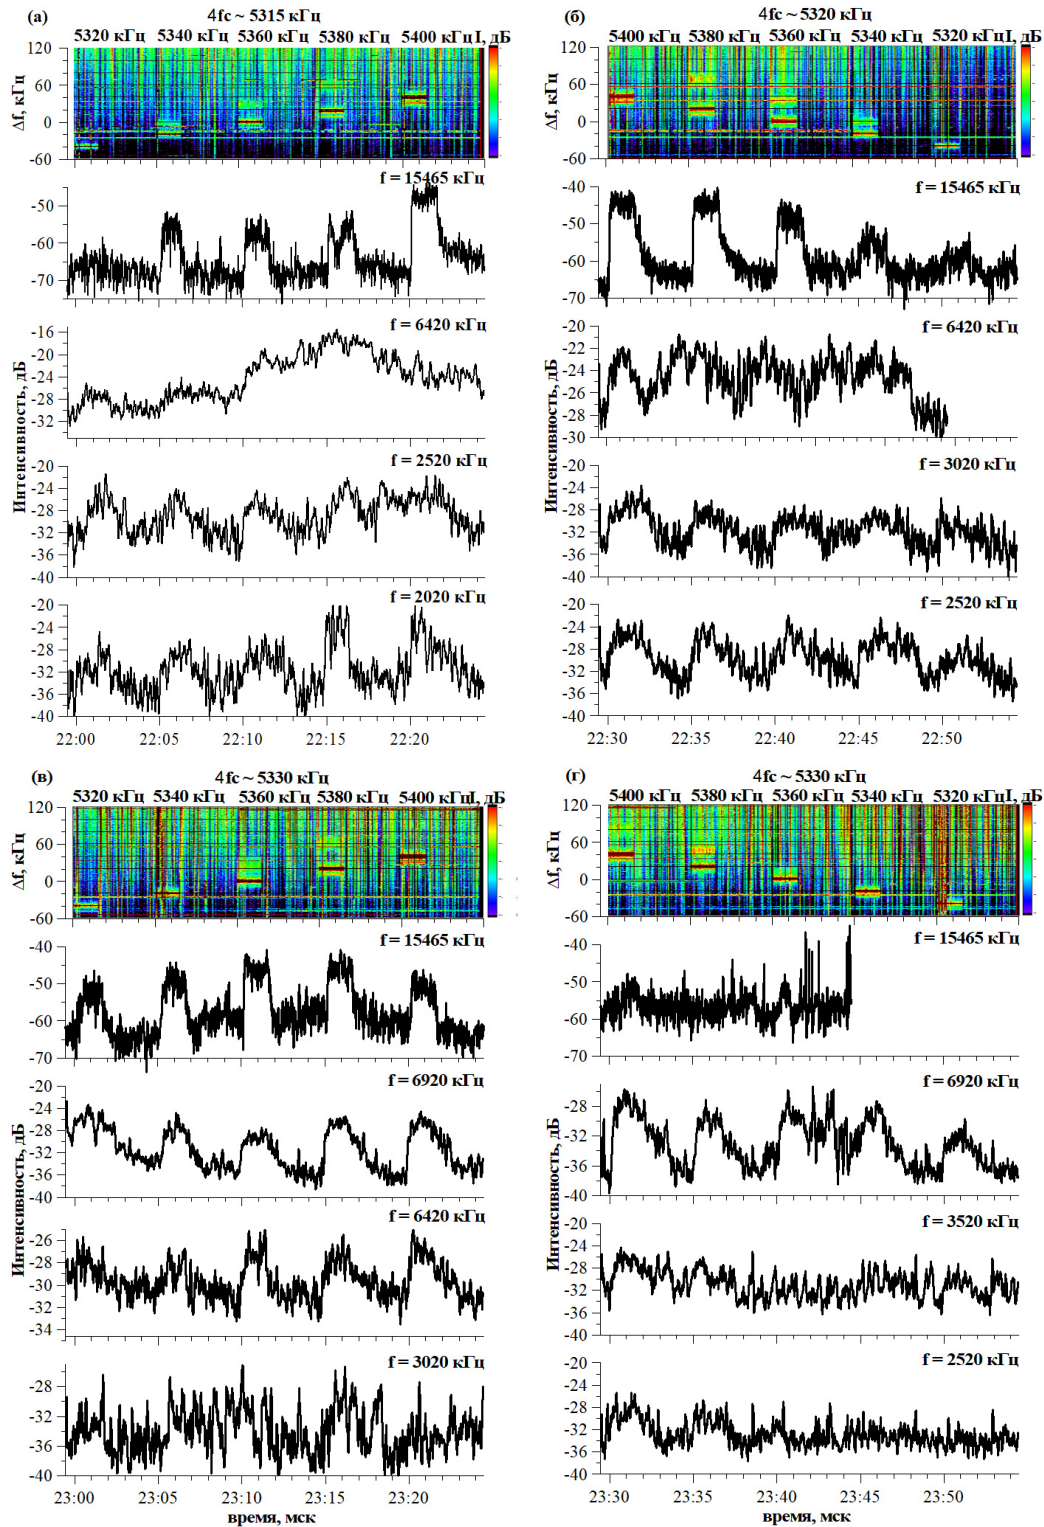 (а)
4fc ~ 5315 кГц
5320 кГц 5340 кГц 5360 кГц 5380 кГц 5400 кГц I, дБ
Δf, кГц
120
60
0
-60
f = 15465 кГц
-50
-60
-70
f = 6420 кГц
-16
-20
-24
-28
-32
Интенсивность, дБ
f = 2520 кГц
-20
-24
-28
-32
-36
-40
f = 2020 кГц
-20
-24
-28
-32
-36
-40
22:00 22:05 22:10 22:15 22:20
(б)
4fc ~ 5320 кГц
5400 кГц 5380 кГц 5360 кГц 5340 кГц 5320 кГц I, дБ
Δf, кГц
120
60
0
-60
f = 15465 кГц
-40
-50
-60
-70
f = 6420 кГц
-20
-22
-24
-26
-28
-30
Интенсивность, дБ
f = 3020 кГц
-20
-24
-28
-32
-36
-40
f = 2520 кГц
-20
-24
-28
-32
-36
-40
22:30 22:35 22:40 22:45 22:50
(в)
4fc ~ 5330 кГц
5320 кГц 5340 кГц 5360 кГц 5380 кГц 5400 кГц I, дБ
Δf, кГц
120
60
0
-60
f = 15465 кГц
-40
-50
-60
-70
f = 6920 кГц
-20
-24
-28
-32
-36
-40
Интенсивность, дБ
f = 6420 кГц
-26
-28
-30
-32
-34
f = 3020 кГц
-28
-32
-36
-40
23:00 23:05 23:10 23:15 23:20
время, мск
(г)
4fc ~ 5330 кГц
5400 кГц 5380 кГц 5360 кГц 5340 кГц 5320 кГц I, дБ
Δf, кГц
120
60
0
-60
f = 15465 кГц
-40
-50
-60
-70
f = 6920 кГц
-28
-32
-36
-40
Интенсивность, дБ
f = 3520 кГц
-20
-24
-28
-32
-36
-40
f = 2520 кГц
-20
-24
-28
-32
-36
-40
23:30 23:35 23:40 23:45 23:50
время, мск